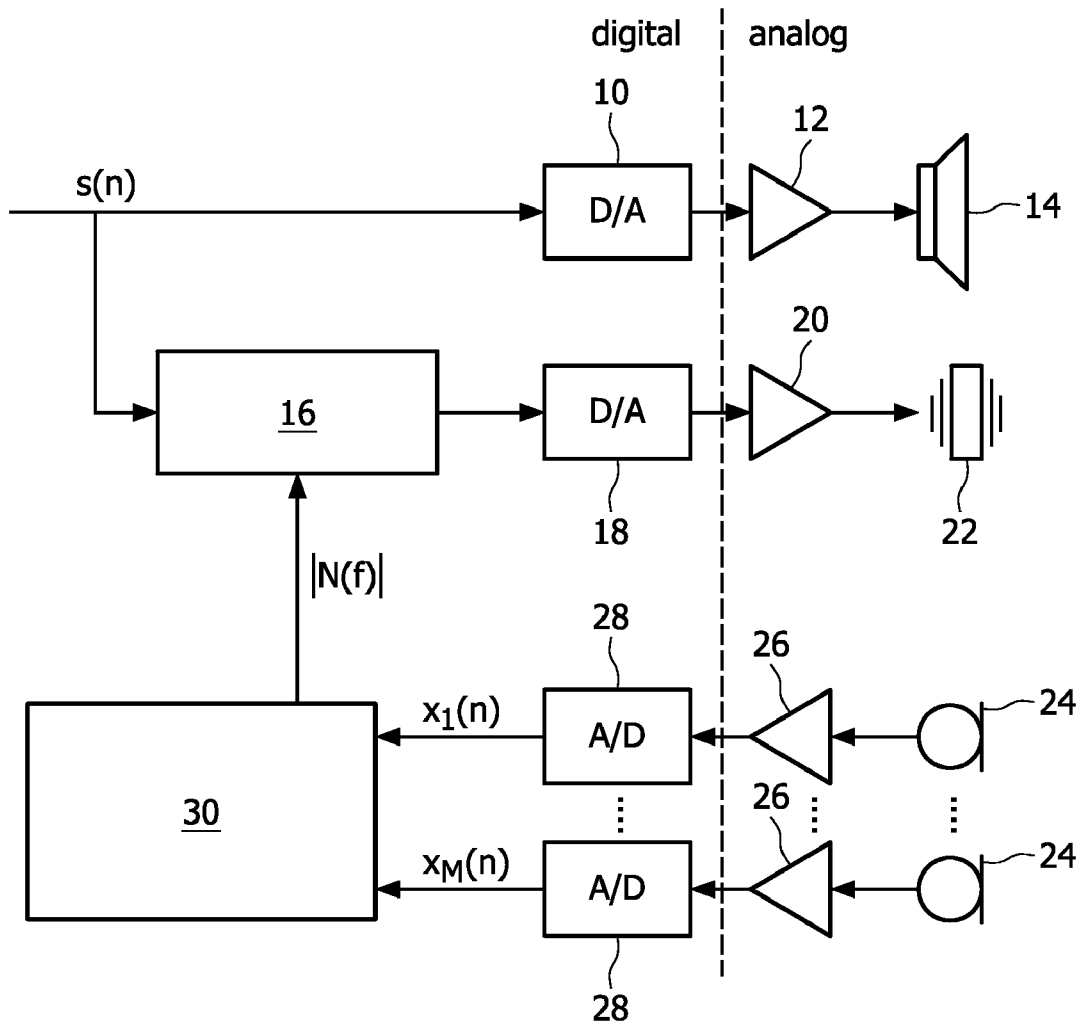 digital
analog
10
12
s(n)
D/A
14
20
16
D/A
18
22
|N(f)|
28
26
x1(n)
A/D
24
30
26
xM(n)
A/D
24
28